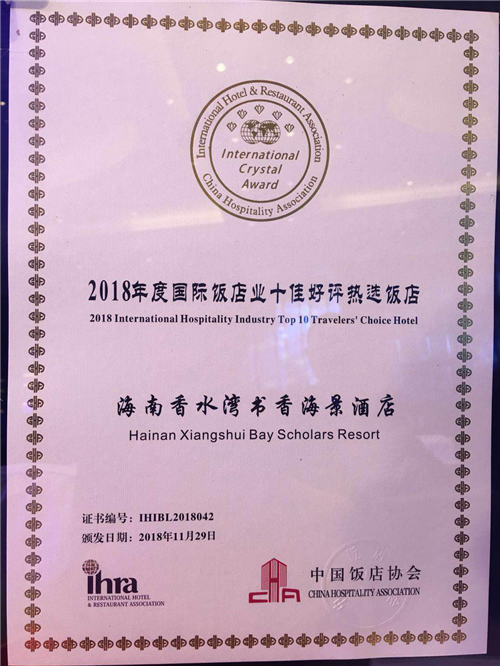 International Hotel & Restaurant Association
International
Crystal
Award
China Hospitality Association
2018年度国际饭店业十佳好评热选饭店
2018 International Hospitality Industry Top 10 Travelers' Choice Hotel
海南香水湾书香海景酒店
Hainan Xiangshui Bay Scholars Resort
证书编号：IHIBL2018042
颁发日期：2018年11月29日
ihra
INTERNATIONAL HOTEL
& RESTAURANT ASSOCIATION
CHA
中国饭店协会
CHINA HOSPITALITY ASSOCIATION